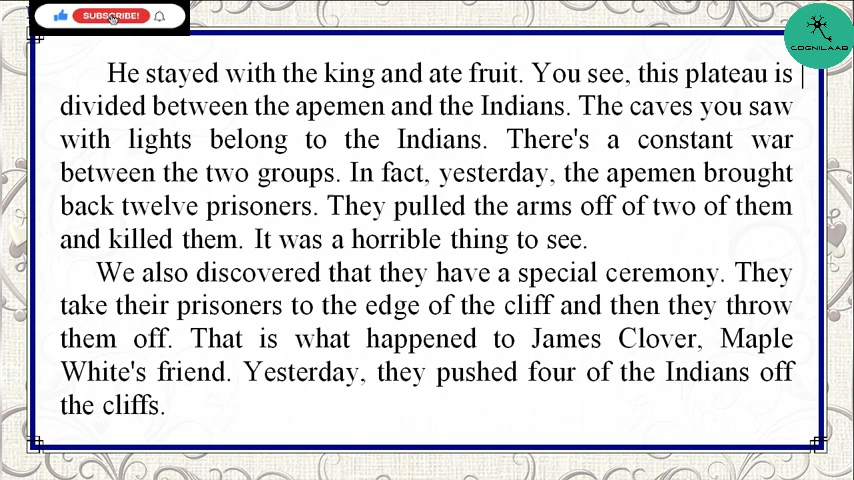 SUBSCRIBE!
COGNILAAB
He stayed with the king and ate fruit. You see, this plateau is
divided between the apemen and the Indians. The caves you saw
with lights belong to the Indians. There's a constant war
between the two groups. In fact, yesterday, the apemen brought
back twelve prisoners. They pulled the arms off of two of them
and killed them. It was a horrible thing to see.
We also discovered that they have a special ceremony. They
take their prisoners to the edge of the cliff and then they throw
them off. That is what happened to James Clover, Maple
White's friend. Yesterday, they pushed four of the Indians off
the cliffs.